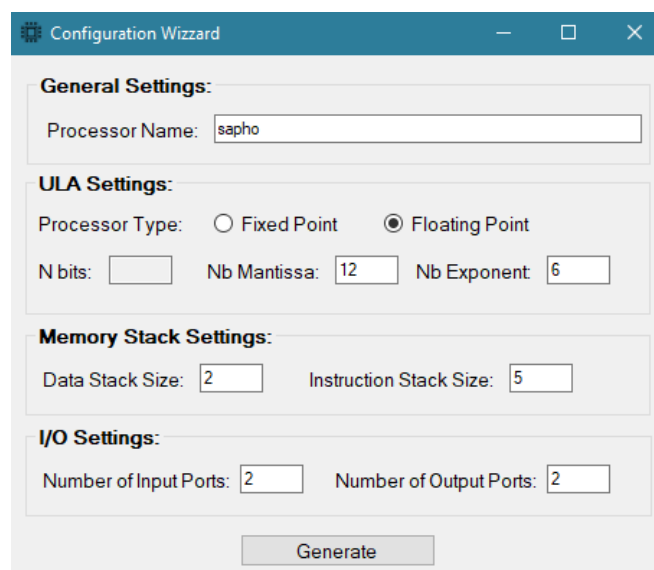 Configuration Wizzard
General Settings:
Processor Name: sapho
ULA Settings:
Processor Type: Fixed Point Floating Point
N bits: Nb Mantissa: 12 Nb Exponent: 6
Memory Stack Settings:
Data Stack Size: 2 Instruction Stack Size: 5
I/O Settings:
Number of Input Ports: 2 Number of Output Ports: 2
Generate